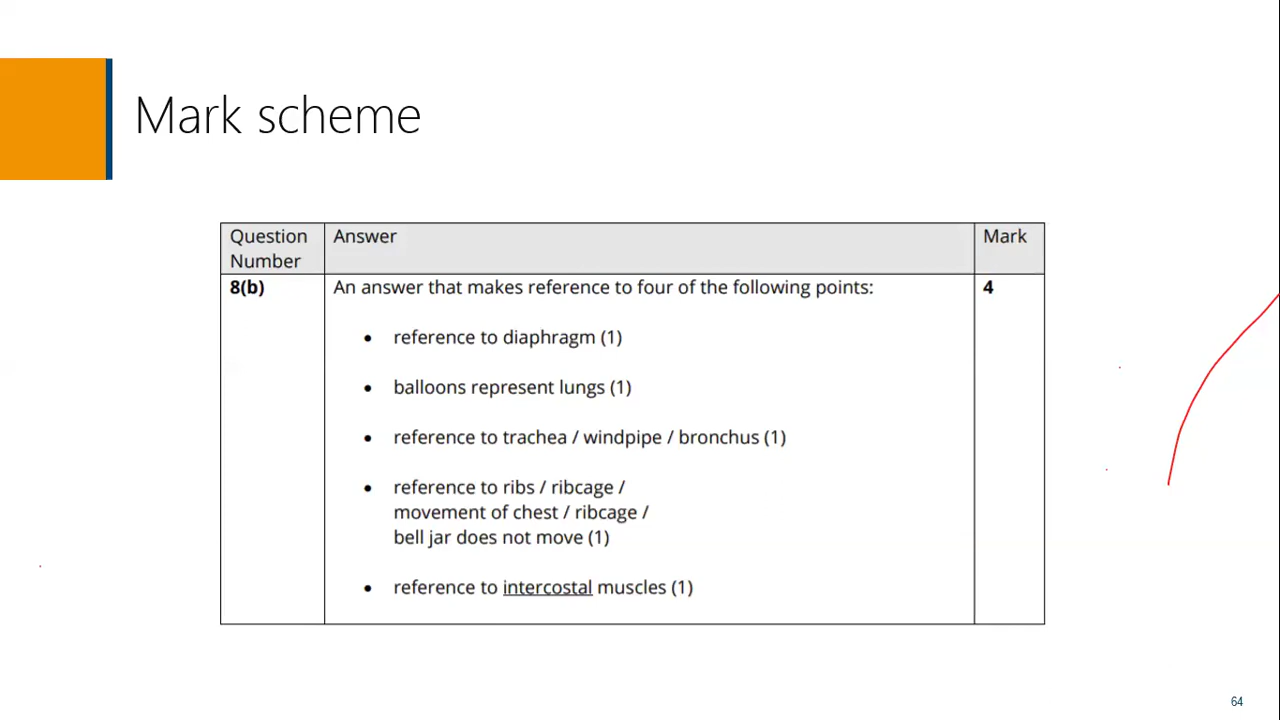 Mark scheme
Question Number
Answer
Mark
8(b)
An answer that makes reference to four of the following points:
4
• reference to diaphragm (1)
• balloons represent lungs (1)
• reference to trachea / windpipe / bronchus (1)
• reference to ribs / ribcage /
movement of chest / ribcage /
bell jar does not move (1)
• reference to intercostal muscles (1)
64